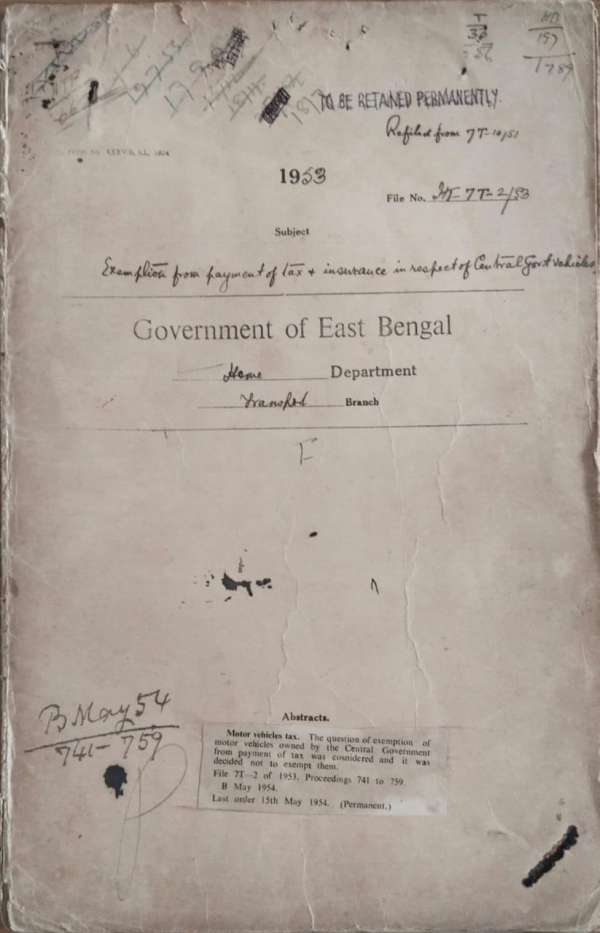 T
HD
197
1789
TO BE RETAINED PERMANENTLY.
Refiled from 7T-10/51
1953
File No. 7T-2/53
Subject
Exemption from payment of tax + insurance in respect of Central Govt vehicles
Government of East Bengal
Home Department
Transport Branch
B May 54
741-759
Abstracts.
Motor vehicles tax. The question of exemption of
motor vehicles owned by the Central Government
from payment of tax was cosnidered and it was
decided not to exempt them.
File 7T—2 of 1953. Proceedings 741 to 759.
B May 1954.
Last order 15th May 1954. (Permanent.)